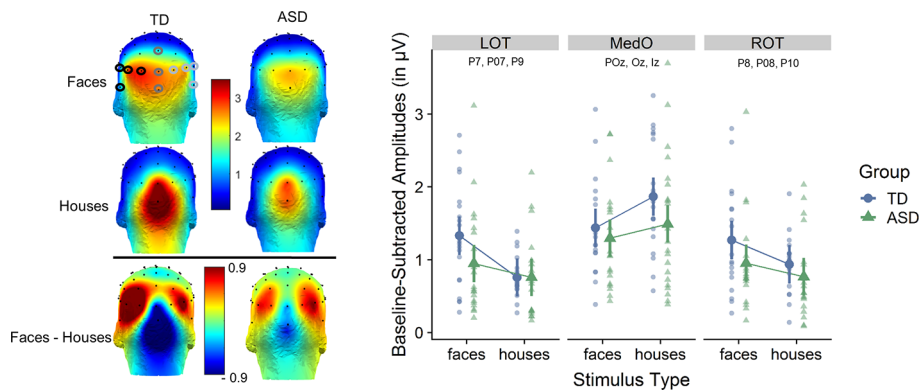 TD
ASD
Faces
3
2
1
Houses
0.9
Faces - Houses
- 0.9
Baseline-Subtracted Amplitudes (in µV)
3
2
1
0
LOT
MedO
ROT
P7, P07, P9
POz, Oz, Iz
P8, P08, P10
faces
houses
faces
houses
faces
houses
Stimulus Type
Group
TD
ASD